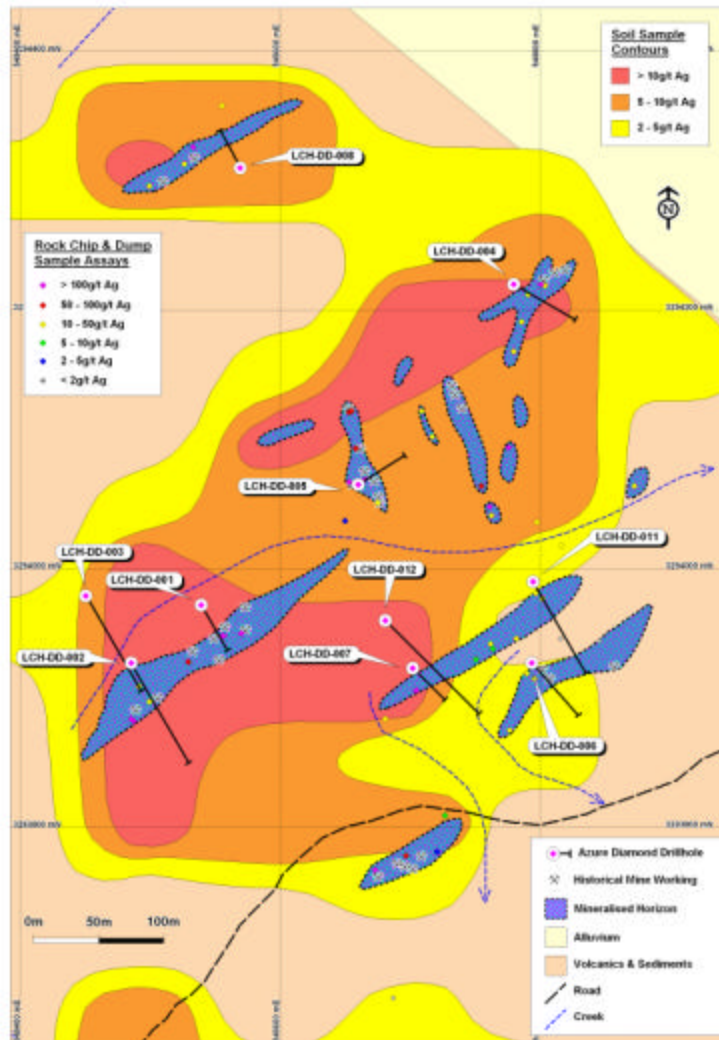 Soil Sample
Contours
> 10g/t Ag
5 - 10g/t Ag
2 - 5g/t Ag
LCH-DD-008
N
Rock Chip & Dump
Sample Assays
> 100g/t Ag
50 - 100g/t Ag
10 - 50g/t Ag
5 - 10g/t Ag
2 - 5g/t Ag
< 2g/t Ag
LCH-DD-004
LCH-DD-005
LCH-DD-003
LCH-DD-011
LCH-DD-001
LCH-DD-012
3294000 mN
LCH-DD-002
LCH-DD-007
LCH-DD-006
0m 50m 100m
Azure Diamond Drillhole
Historical Mine Working
Mineralised Horizon
Alluvium
Volcanics & Sediments
Road
Creek